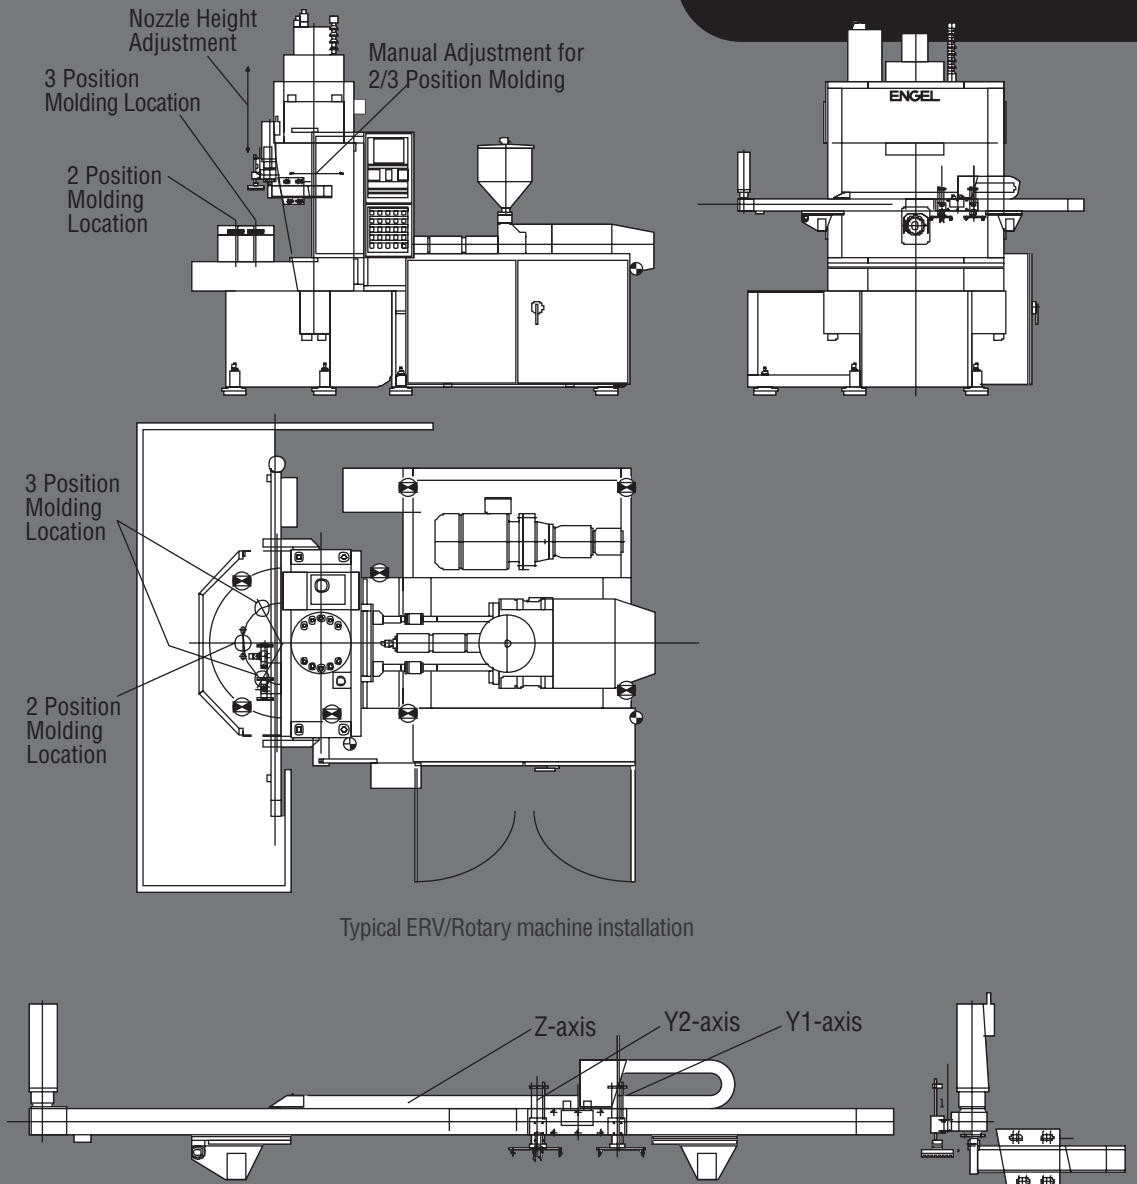 Nozzle Height
Adjustment
3 Position
Molding Location
Manual Adjustment for
2/3 Position Molding
2 Position
Molding
Location
ENGEL
3 Position
Molding
Location
2 Position
Molding
Location
Typical ERV/Rotary machine installation
Z-axis
Y2-axis
Y1-axis